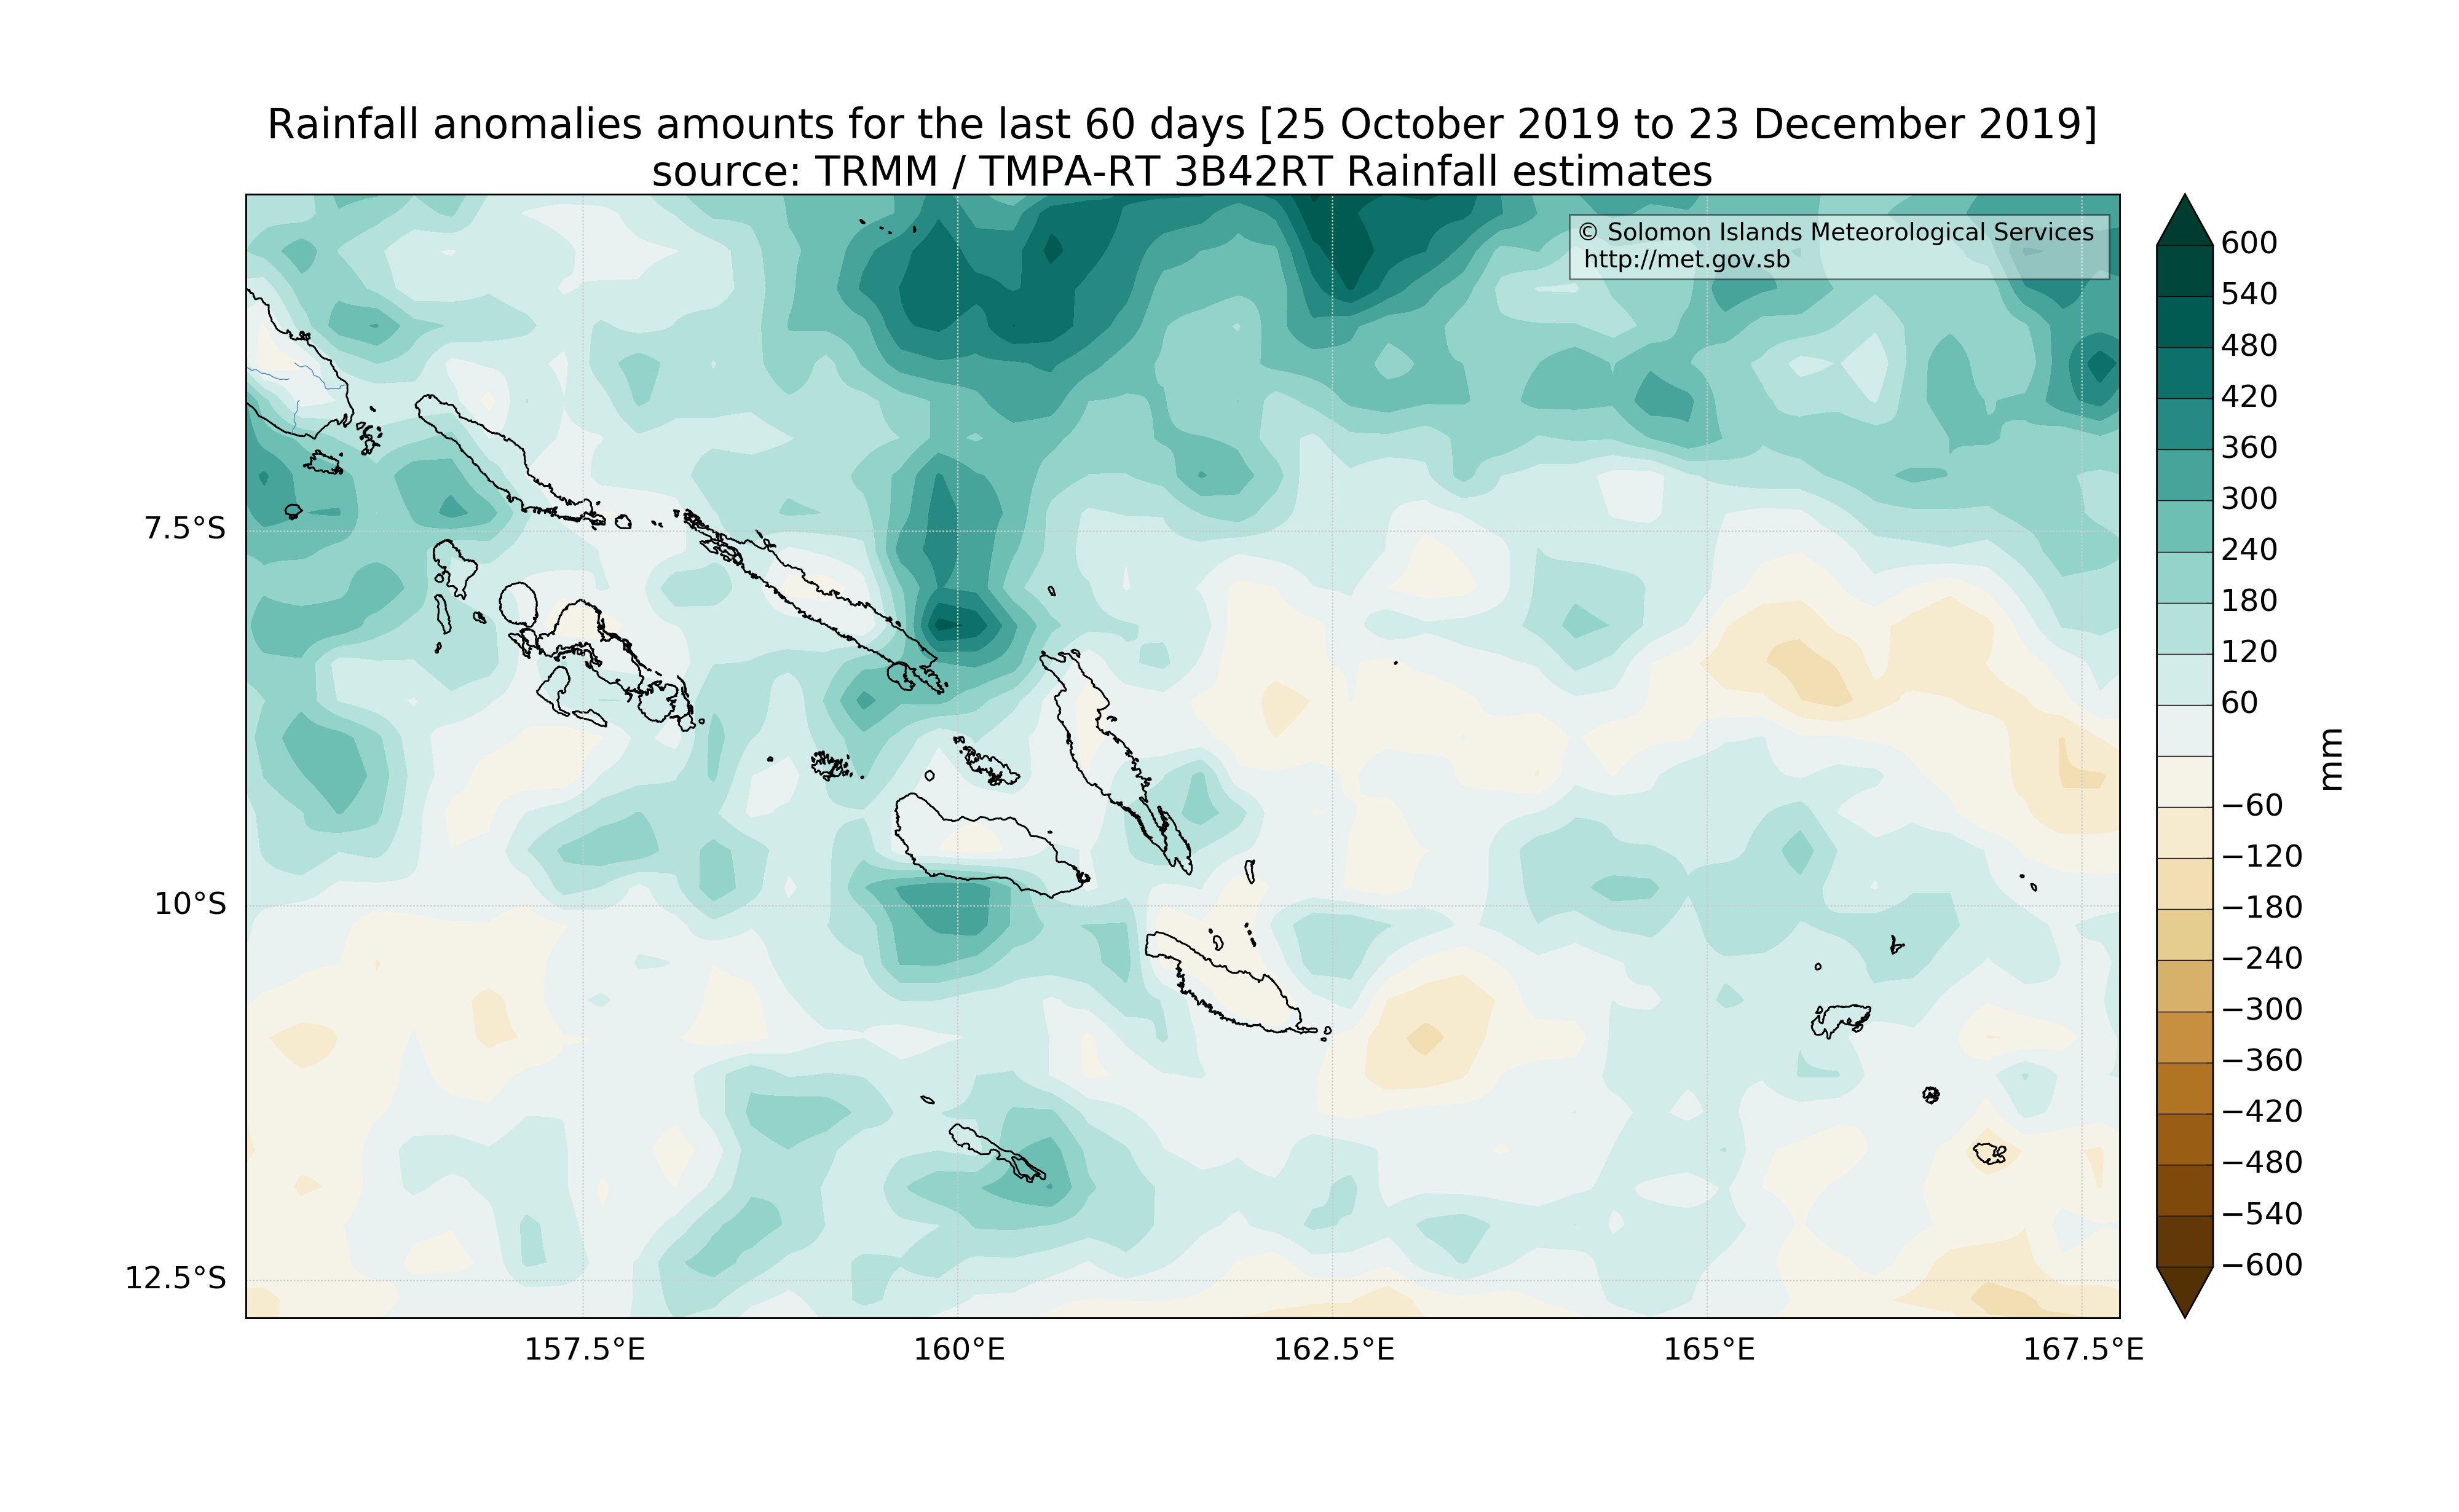 Rainfall anomalies amounts for the last 60 days [25 October 2019 to 23 December 2019]
source: TRMM / TMPA-RT 3B42RT Rainfall estimates
© Solomon Islands Meteorological Services
http://met.gov.sb
7.5°S
10°S
12.5°S
157.5°E
160°E
162.5°E
165°E
167.5°E
600
540
480
420
360
300
240
180
120
60
−60
−120
−180
−240
−300
−360
−420
−480
−540
−600
mm